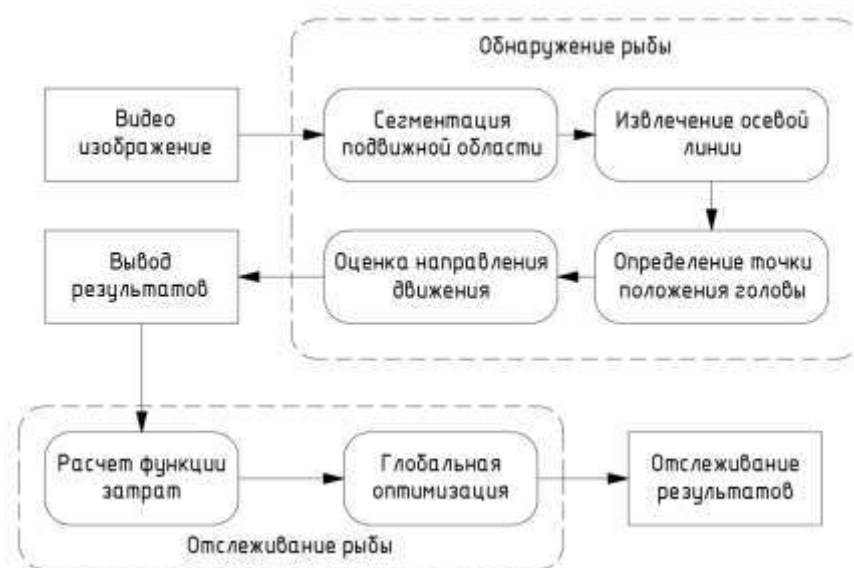 Обнаружение рыбы
Видео
изображение
Сегментация
подвижной области
Извлечение осевой
линии
Определение точки
положения головы
Оценка направления
движения
Вывод
результатов
Расчет функции
затрат
Глобальная
оптимизация
Отслеживание
результатов
Отслеживание рыбы